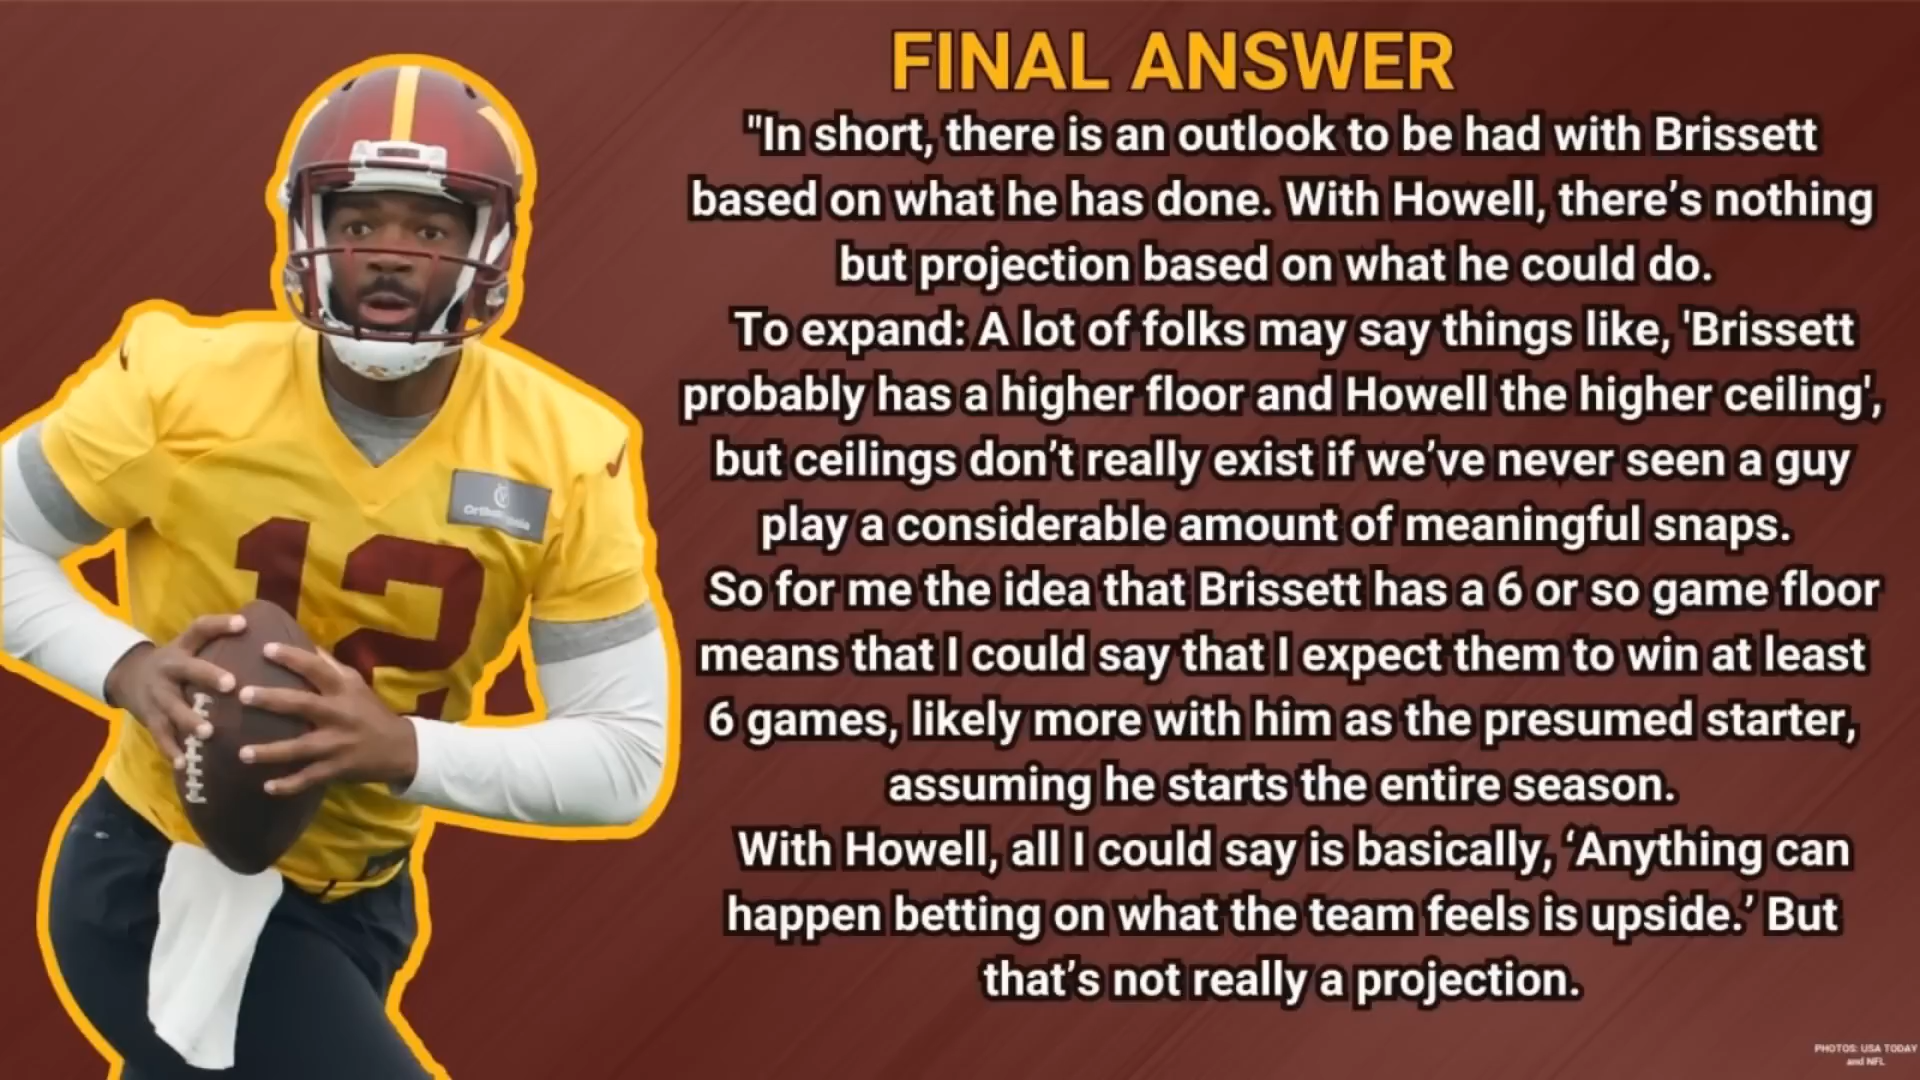 FINAL ANSWER
"In short, there is an outlook to be had with Brissett
based on what he has done. With Howell, there’s nothing
but projection based on what he could do.
To expand: A lot of folks may say things like, 'Brissett
probably has a higher floor and Howell the higher ceiling',
but ceilings don’t really exist if we’ve never seen a guy
play a considerable amount of meaningful snaps.
So for me the idea that Brissett has a 6 or so game floor
means that I could say that I expect them to win at least
6 games, likely more with him as the presumed starter,
assuming he starts the entire season.
With Howell, all I could say is basically, ‘Anything can
happen betting on what the team feels is upside.’ But
that’s not really a projection.
12
PHOTOS: USA TODAY
and NFL